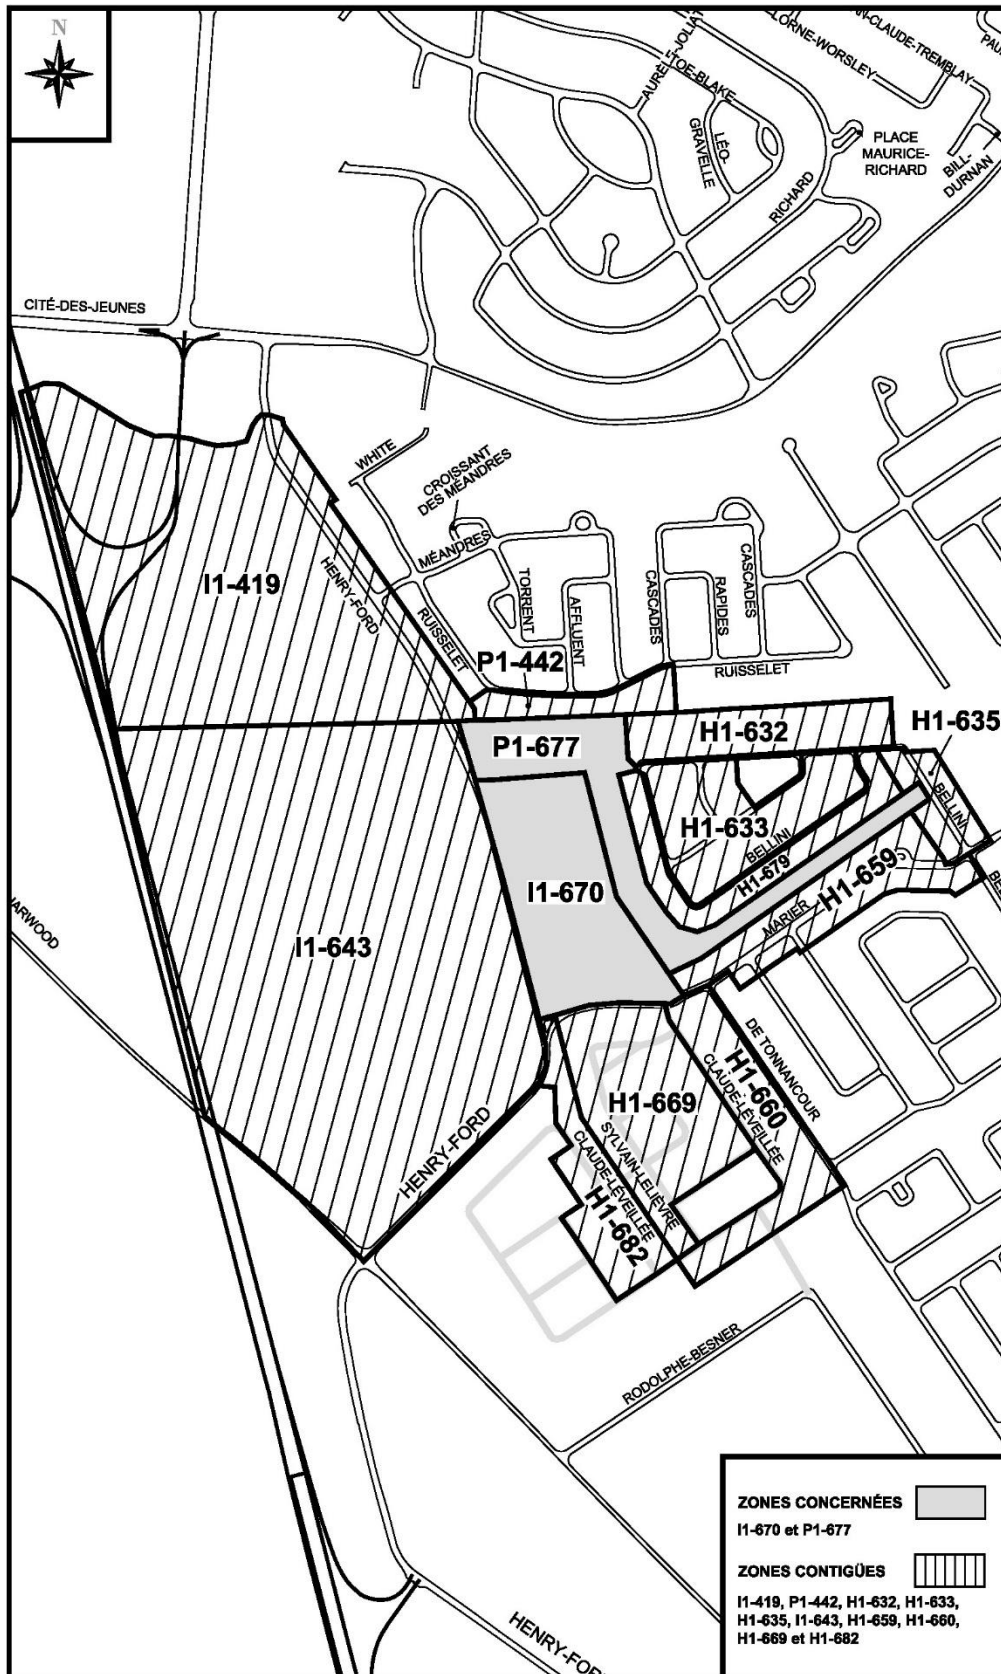 N
LORNE-WORSLEY
N-CLAUDE-TREMBLAY
AURÈLE-JOLIAT
TOE-BLAKE
LÉO-
GRAVELLE
PLACE
MAURICE-
RICHARD
BILL-
DURNAN
RICHARD
CITÉ-DES-JEUNES
WHITE
CROISSANT
DES MÉANDRES
MÉANDRES
I1-419
HENRY-FORD
TORRENT
AFFLUENT
CASCADES
RAPIDES
CASCADES
RUISSELET
P1-442
RUISSELET
P1-677
H1-632
H1-635
BELLINI
H1-633
BELLINI
H1-679
I1-670
H1-659
MARIER
I1-643
ARWOOD
DE TONNANCOUR
H1-660
CLAUDE-LÉVEILLÉE
H1-669
HENRY-FORD
SYLVAIN-LELIÈVRE
CLAUDE-LÉVEILLÉE
H1-682
RODOLPHE-BESNER
HENRY-FOR
ZONES CONCERNÉES
I1-670 et P1-677
ZONES CONTIGÜES
I1-419, P1-442, H1-632, H1-633,
H1-635, I1-643, H1-659, H1-660,
H1-669 et H1-682